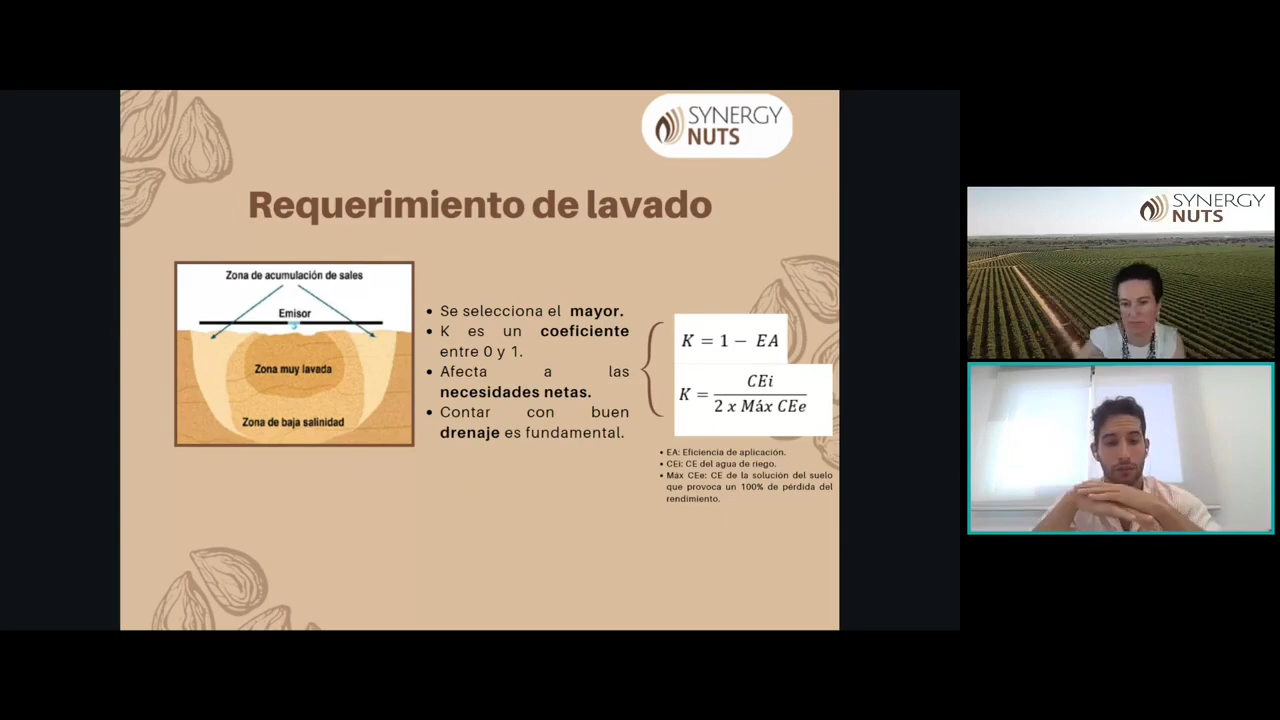 SYNERGY
NUTS
Requerimiento de lavado
Zona de acumulación de sales
Emisor
Zona muy lavada
Zona de baja salinidad
• Se selecciona el mayor.
• K es un coeficiente
entre 0 y 1.
• Afecta a las
necesidades netas.
• Contar con buen
drenaje es fundamental.
K = 1 − EA
K = CEi
2 x Máx CEe
• EA: Eficiencia de aplicación.
• CEi: CE del agua de riego.
• Máx CEe: CE de la solución del suelo
que provoca un 100% de pérdida del
rendimiento.
SYNERGY
NUTS